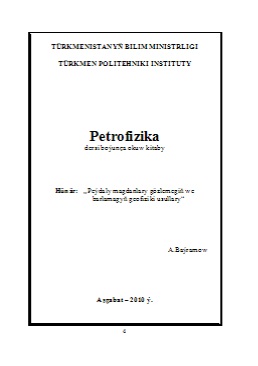 TÜRKMENISTANYŇ BILIM MINISTRLIGI
TÜRKMEN POLITEHNIKI INSTITUTY
Petrofizika
dersi boýunça okuw kitaby
Hünär: „Peýdaly magdanlary gözlemegiň we
barlamagyň geofiziki usullary“
A.Baýramow
Aşgabat – 2010 ý.